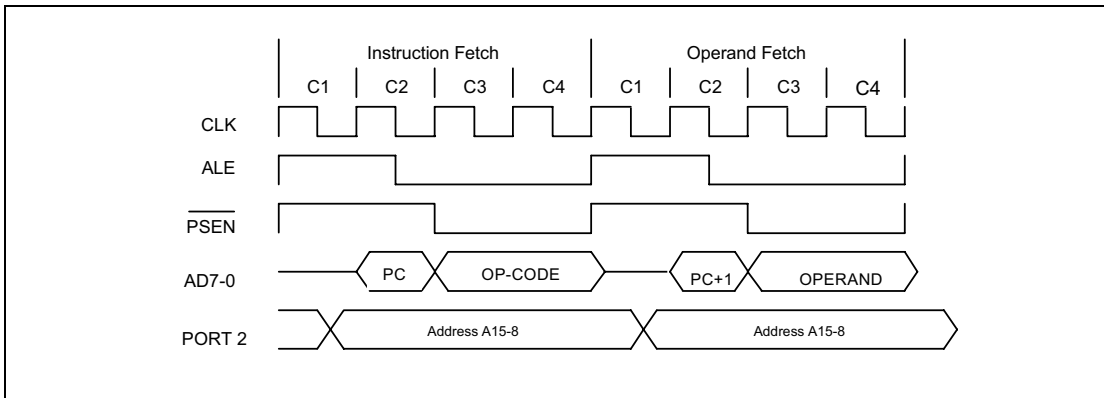 Instruction Fetch Operand Fetch
C1 C2 C3 C4 C1 C2 C3 C4
CLK
ALE
PSEN
AD7-0 PC OP-CODE PC+1 OPERAND
PORT 2 Address A15-8 Address A15-8